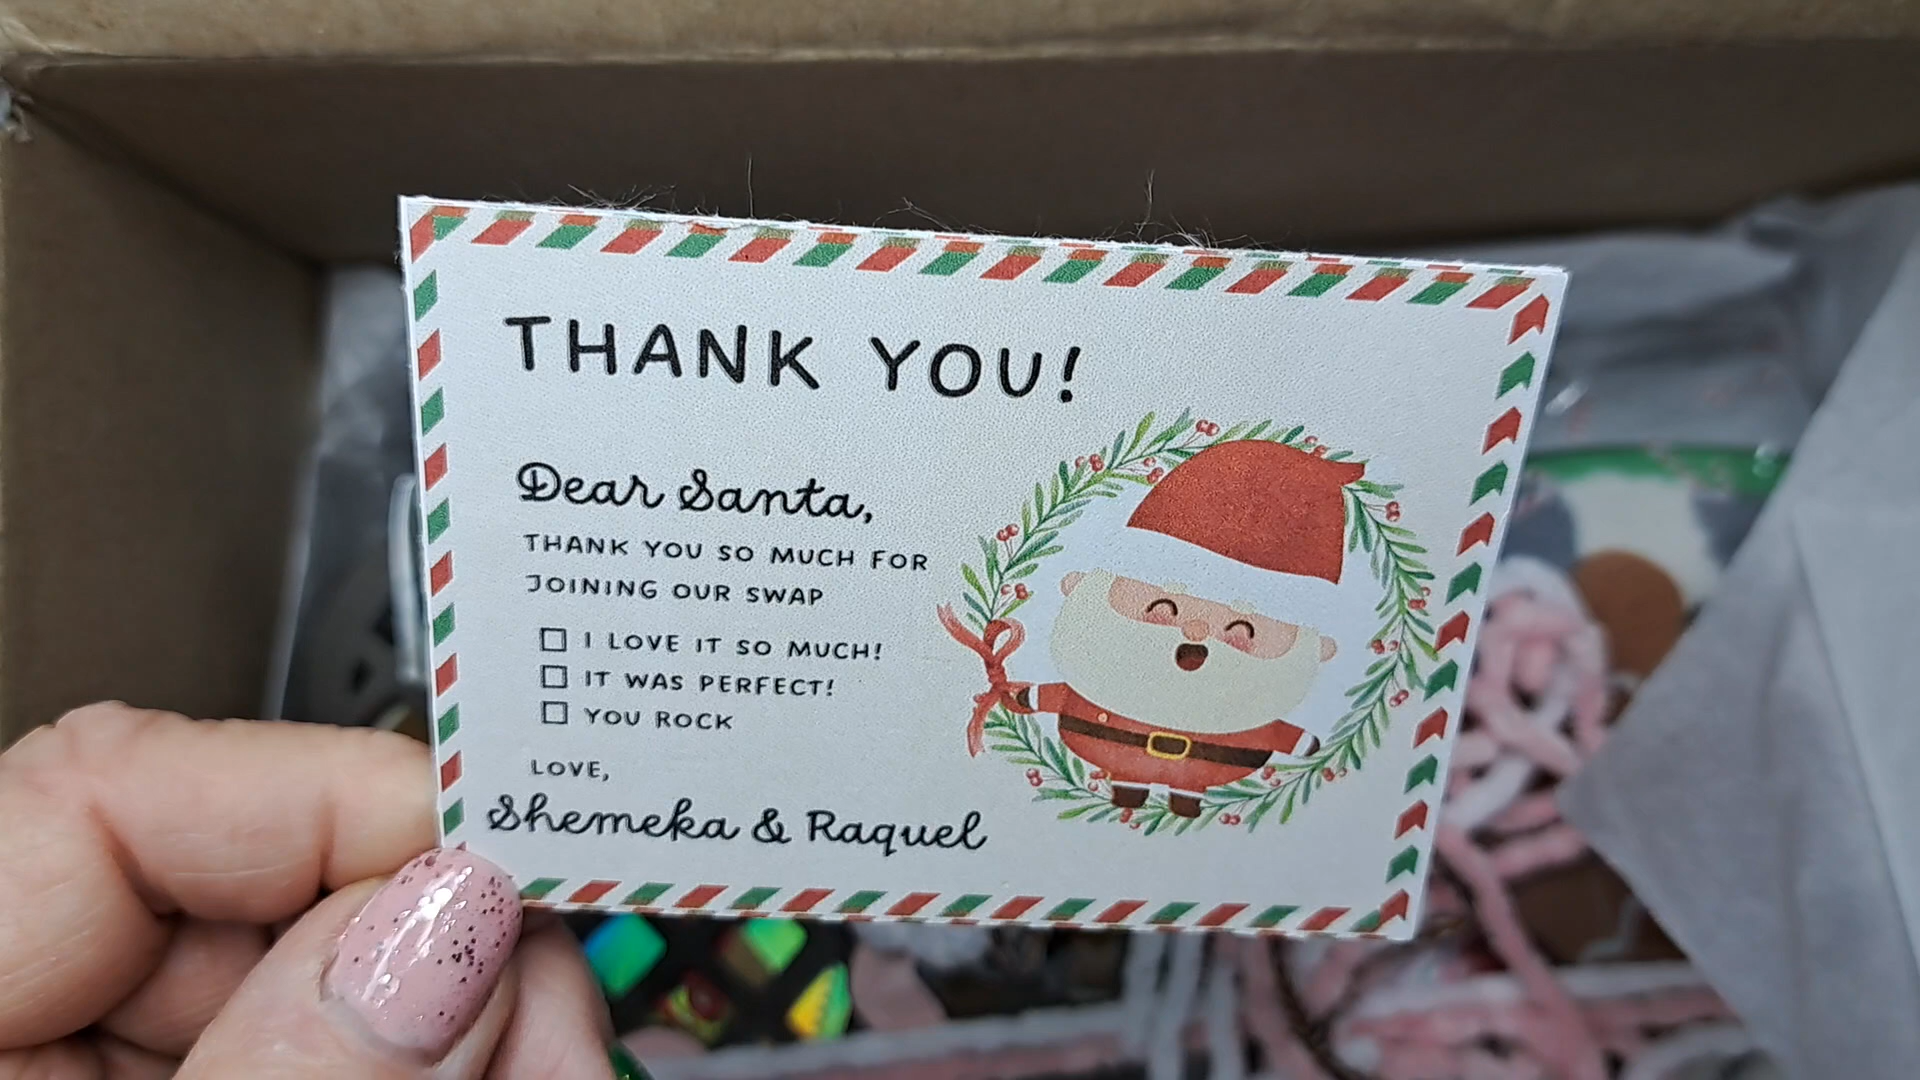 THANK YOU!
Dear Santa,
THANK YOU SO MUCH FOR
JOINING OUR SWAP
I LOVE IT SO MUCH!
IT WAS PERFECT!
YOU ROCK
LOVE,
Shemeka & Raquel